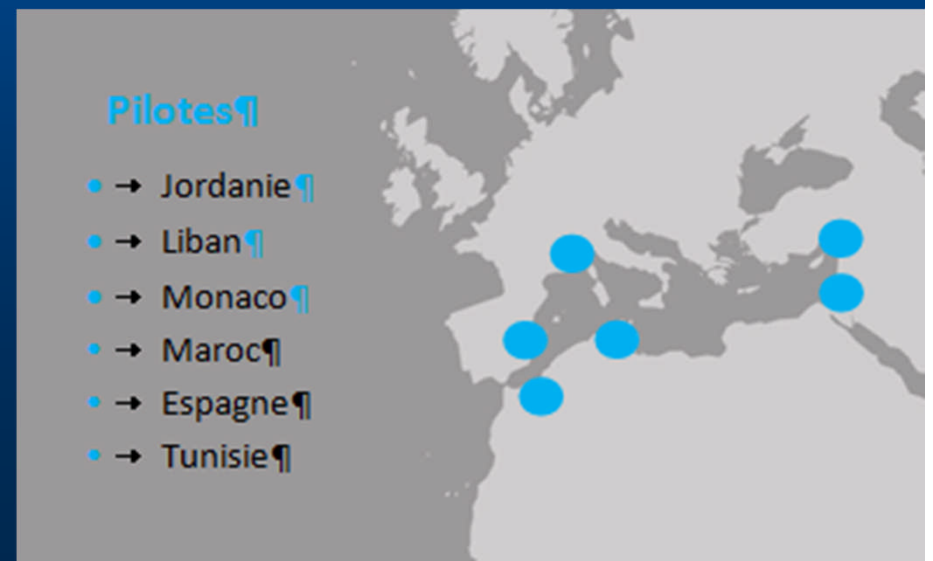 Pilotes¶
• → Jordanie¶
• → Liban¶
• → Monaco¶
• → Maroc¶
• → Espagne¶
• → Tunisie¶